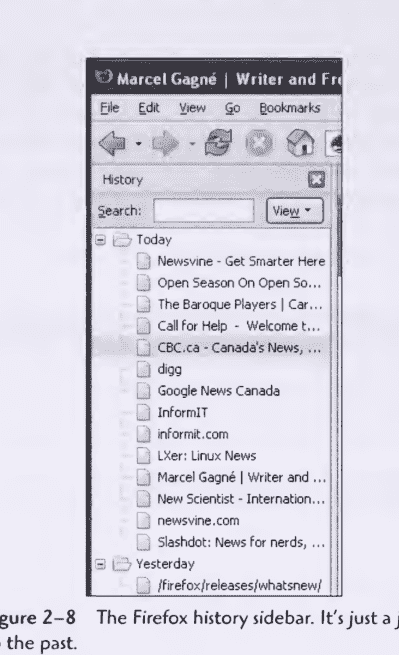 Marcel Gagné | Writer and Fre
File Edit View Go Bookmarks
History
Search: View
Today
Newsvine - Get Smarter Here
Open Season On Open So...
The Baroque Players | Car...
Call for Help - Welcome t...
CBC.ca - Canada's News, ...
digg
Google News Canada
InformIT
informit.com
LXer: Linux News
Marcel Gagné | Writer and ...
New Scientist - Internation...
newsvine.com
Slashdot: News for nerds, ...
Yesterday
/firefox/releases/whatsnew/
gure 2–8 The Firefox history sidebar. It's just a j
the past.